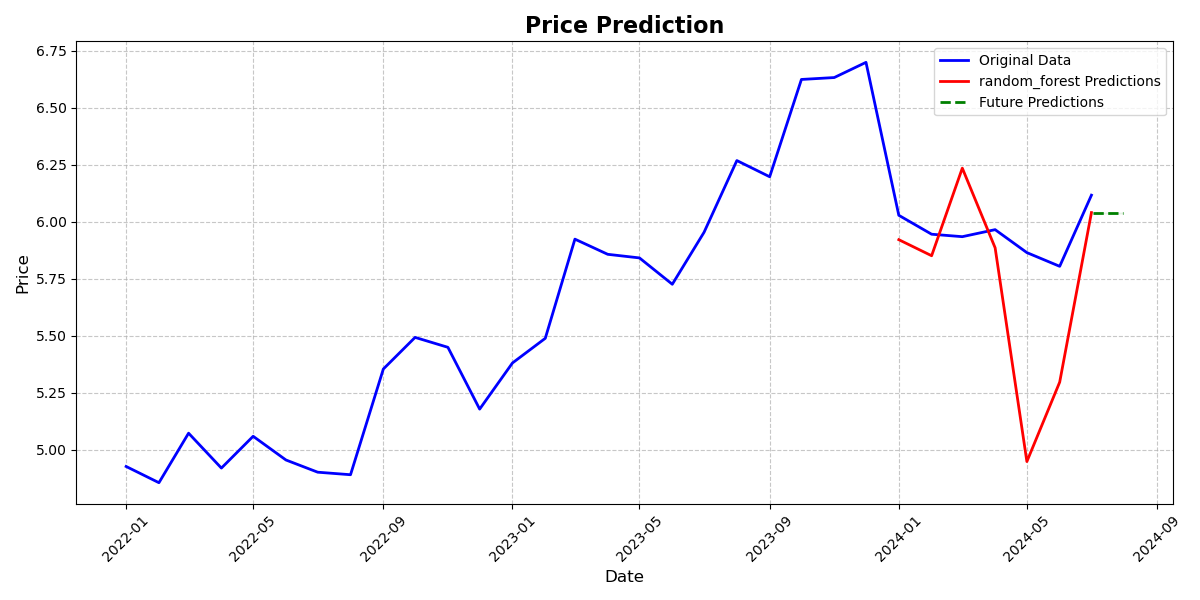 Price Prediction
Original Data
random_forest Predictions
Future Predictions
Price
6.75
6.50
6.25
6.00
5.75
5.50
5.25
5.00
2022-01
2022-05
2022-09
2023-01
2023-05
2023-09
2024-01
2024-05
2024-09
Date